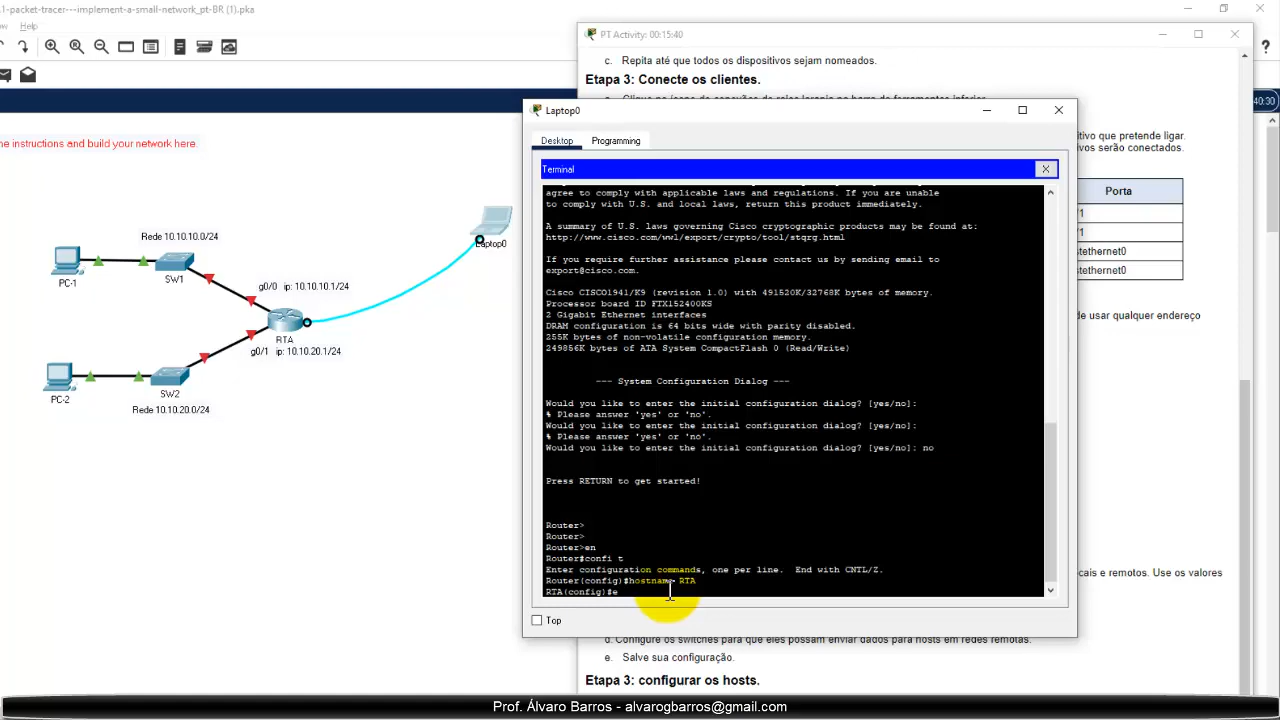 1-packet-tracer---implement-a-small-network_pt-BR (1).pka
Help
PT Activity: 00:15:40
40:30
c. Repita até que todos os dispositivos sejam nomeados.
Etapa 3: Conecte os clientes.
Laptop0
Desktop
Programming
itivo que pretende ligar.
ivos serão conectados.
Terminal
agree to comply with applicable laws and regulations. If you are unable
to comply with U.S. and local laws, return this product immediately.
A summary of U.S. laws governing Cisco cryptographic products may be found at:
http://www.cisco.com/wwl/export/crypto/tool/stqrg.html
If you require further assistance please contact us by sending email to
export@cisco.com.
Cisco CISCO1941/K9 (revision 1.0) with 491520K/32768K bytes of memory.
Processor board ID FTX152400KS
2 Gigabit Ethernet interfaces
DRAM configuration is 64 bits wide with parity disabled.
255K bytes of non-volatile configuration memory.
249856K bytes of ATA System CompactFlash 0 (Read/Write)
--- System Configuration Dialog ---
Would you like to enter the initial configuration dialog? [yes/no]:
% Please answer 'yes' or 'no'.
Would you like to enter the initial configuration dialog? [yes/no]:
% Please answer 'yes' or 'no'.
Would you like to enter the initial configuration dialog? [yes/no]: no
Press RETURN to get started!
Router>
Router>
Router>en
Router#confi t
Enter configuration commands, one per line. End with CNTL/Z.
Router(config)#hostname RTA
RTA(config)#e
Top
Porta
/1
/1
stethernet0
stethernet0
de usar qualquer endereço
ecais e remotos. Use os valores
he instructions and build your network here.
Rede 10.10.10.0/24
PC-1
SW1
g0/0 ip: 10.10.10.1/24
Laptop0
RTA
g0/1 ip: 10.10.20.1/24
PC-2
SW2
Rede 10.10.20.0/24
d. Configure os switches para que eles possam enviar dados para hosts em redes remotas.
e. Salve sua configuração.
Etapa 3: configurar os hosts.
Prof. Álvaro Barros - alvarogbarros@gmail.com